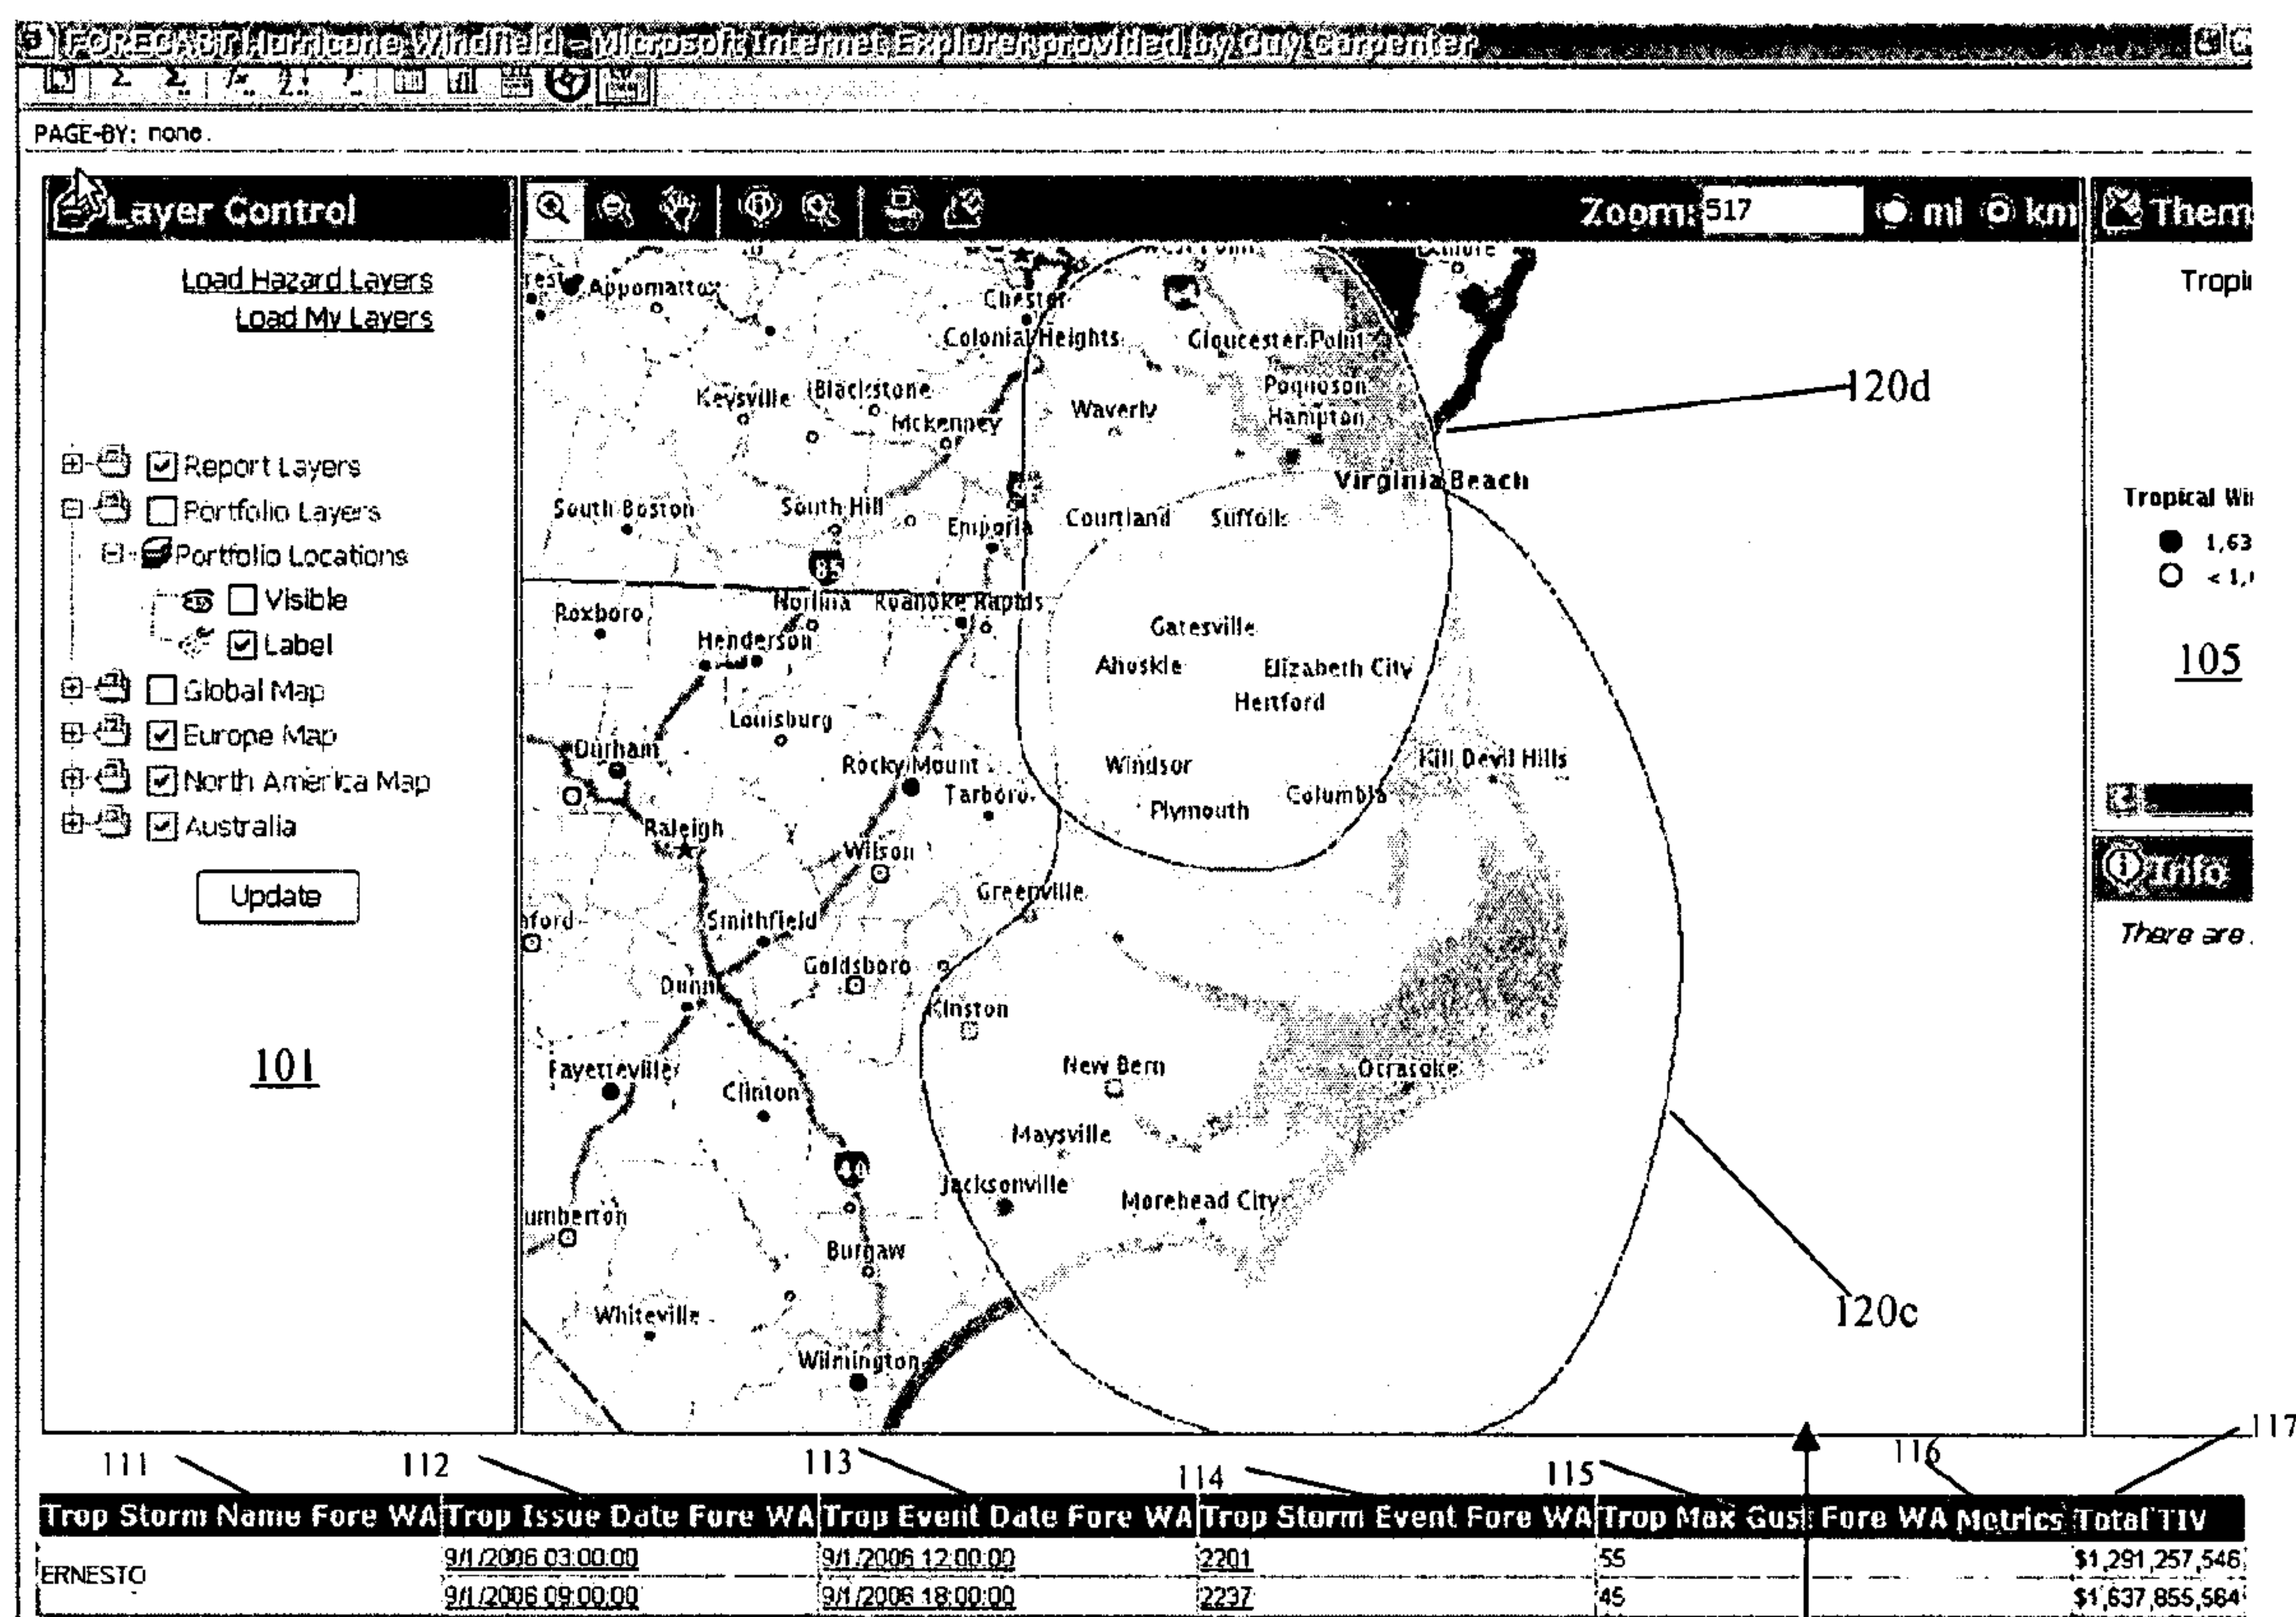 FORECAST Hurricane Windfield - Microsoft Internet Explorer provided by Guy Carpenter
PAGE-BY: none.
Layer Control
Zoom: 517 mi km
Them
Load Hazard Layers
Load My Layers
Report Layers
Portfolio Layers
Portfolio Locations
Visible
Label
Global Map
Europe Map
North America Map
Australia
Update
101
Appomattox
Chester
Colonial Heights
Gloucester Point
Keysville
Blackstone
Mckenney
Waverly
Poquoson
Hampton
120d
Virginia Beach
South Boston
South Hill
Emporia
Courtland
Suffolk
85
Roxboro
Norlina
Roanoke Rapids
Henderson
Gatesville
Ahoskie
Elizabeth City
Hertford
Louisburg
Durham
Rocky Mount
Tarboro
Windsor
Kill Devil Hills
Plymouth
Columbia
Raleigh
Wilson
Greenville
Smithfield
nford
Goldsboro
Dunn
Kinston
Fayetteville
Clinton
New Bern
Ocracoke
Maysville
40
Jacksonville
Morehead City
umberton
Burgaw
Whiteville
Wilmington
120c
Tropi
Tropical Wi
1,63
< 1,
105
Info
There are
111 112 113 114 115 116 117
Trop Storm Name Fore WA Trop Issue Date Fore WA Trop Event Date Fore WA Trop Storm Event Fore WA Trop Max Gust Fore WA Metrics Total TIV
ERNESTO 9/1/2006 03:00:00 9/1/2006 12:00:00 2201 55 $1,291,257,546
9/1/2006 09:00:00 9/1/2006 18:00:00 2237 45 $1,637,855,564